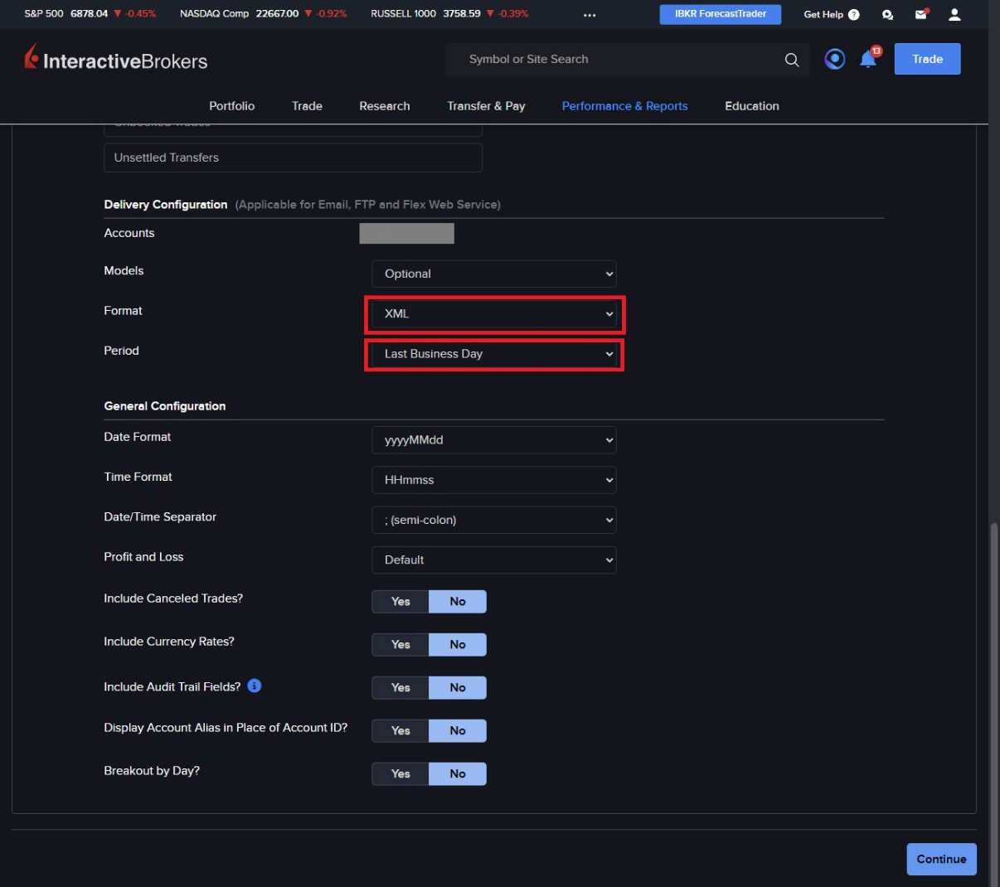 S&P 500 6878.04 ▼ -0.45% NASDAQ Comp 22667.00 ▼ -0.92% RUSSELL 1000 3758.59 ▼ -0.39% ••• IBKR ForecastTrader Get Help ?
InteractiveBrokers Symbol or Site Search 13 Trade
Portfolio Trade Research Transfer & Pay Performance & Reports Education
Unsettled Transfers
Delivery Configuration (Applicable for Email, FTP and Flex Web Service)
Accounts
Models Optional
Format XML
Period Last Business Day
General Configuration
Date Format yyyyMMdd
Time Format HHmmss
Date/Time Separator ; (semi-colon)
Profit and Loss Default
Include Canceled Trades? Yes No
Include Currency Rates? Yes No
Include Audit Trail Fields? i Yes No
Display Account Alias in Place of Account ID? Yes No
Breakout by Day? Yes No
Continue